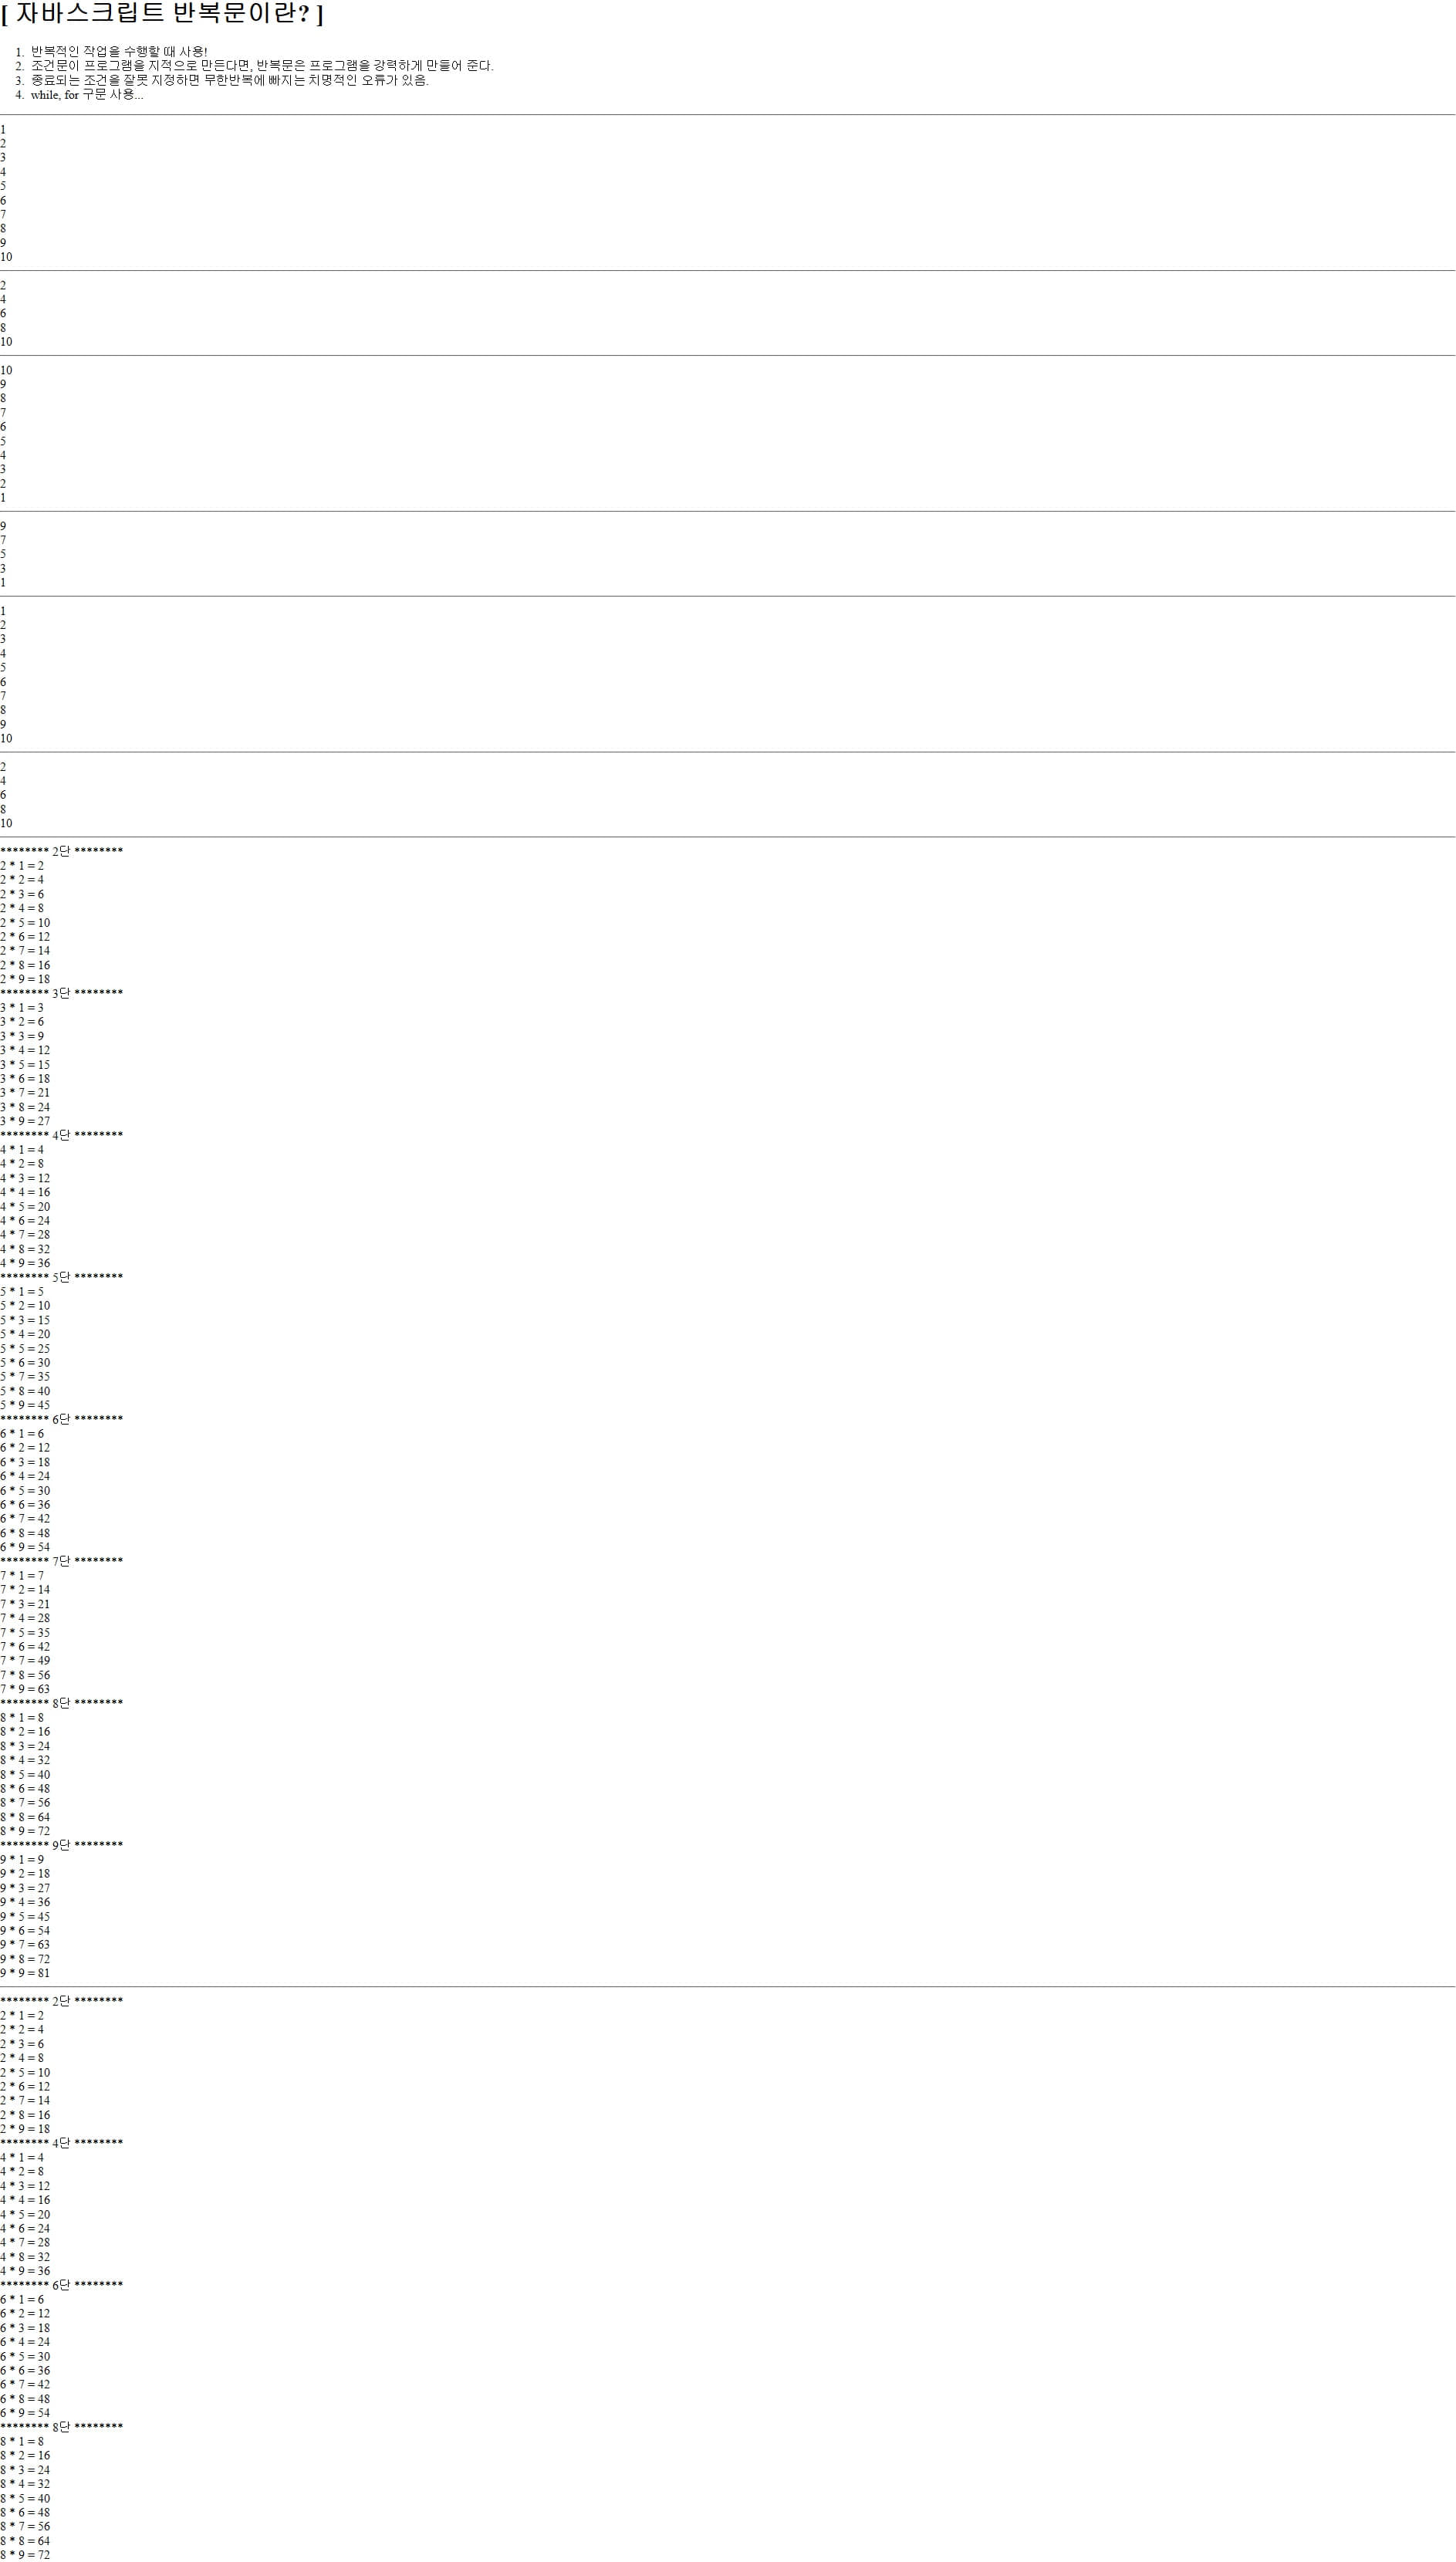 [ 자바스크립트 반복문이란? ]
1. 반복적인 작업을 수행할 때 사용!
2. 조건문이 프로그램을 지적으로 만든다면, 반복문은 프로그램을 강력하게 만들어 준다.
3. 종료되는 조건을 잘못 지정하면 무한반복에 빠지는 치명적인 오류가 있음.
4. while, for 구문 사용...
1
2
3
4
5
6
7
8
9
10
2
4
6
8
10
10
9
8
7
6
5
4
3
2
1
9
7
5
3
1
1
2
3
4
5
6
7
8
9
10
2
4
6
8
10
******** 2단 ********
2 * 1 = 2
2 * 2 = 4
2 * 3 = 6
2 * 4 = 8
2 * 5 = 10
2 * 6 = 12
2 * 7 = 14
2 * 8 = 16
2 * 9 = 18
******** 3단 ********
3 * 1 = 3
3 * 2 = 6
3 * 3 = 9
3 * 4 = 12
3 * 5 = 15
3 * 6 = 18
3 * 7 = 21
3 * 8 = 24
3 * 9 = 27
******** 4단 ********
4 * 1 = 4
4 * 2 = 8
4 * 3 = 12
4 * 4 = 16
4 * 5 = 20
4 * 6 = 24
4 * 7 = 28
4 * 8 = 32
4 * 9 = 36
******** 5단 ********
5 * 1 = 5
5 * 2 = 10
5 * 3 = 15
5 * 4 = 20
5 * 5 = 25
5 * 6 = 30
5 * 7 = 35
5 * 8 = 40
5 * 9 = 45
******** 6단 ********
6 * 1 = 6
6 * 2 = 12
6 * 3 = 18
6 * 4 = 24
6 * 5 = 30
6 * 6 = 36
6 * 7 = 42
6 * 8 = 48
6 * 9 = 54
******** 7단 ********
7 * 1 = 7
7 * 2 = 14
7 * 3 = 21
7 * 4 = 28
7 * 5 = 35
7 * 6 = 42
7 * 7 = 49
7 * 8 = 56
7 * 9 = 63
******** 8단 ********
8 * 1 = 8
8 * 2 = 16
8 * 3 = 24
8 * 4 = 32
8 * 5 = 40
8 * 6 = 48
8 * 7 = 56
8 * 8 = 64
8 * 9 = 72
******** 9단 ********
9 * 1 = 9
9 * 2 = 18
9 * 3 = 27
9 * 4 = 36
9 * 5 = 45
9 * 6 = 54
9 * 7 = 63
9 * 8 = 72
9 * 9 = 81
******** 2단 ********
2 * 1 = 2
2 * 2 = 4
2 * 3 = 6
2 * 4 = 8
2 * 5 = 10
2 * 6 = 12
2 * 7 = 14
2 * 8 = 16
2 * 9 = 18
******** 4단 ********
4 * 1 = 4
4 * 2 = 8
4 * 3 = 12
4 * 4 = 16
4 * 5 = 20
4 * 6 = 24
4 * 7 = 28
4 * 8 = 32
4 * 9 = 36
******** 6단 ********
6 * 1 = 6
6 * 2 = 12
6 * 3 = 18
6 * 4 = 24
6 * 5 = 30
6 * 6 = 36
6 * 7 = 42
6 * 8 = 48
6 * 9 = 54
******** 8단 ********
8 * 1 = 8
8 * 2 = 16
8 * 3 = 24
8 * 4 = 32
8 * 5 = 40
8 * 6 = 48
8 * 7 = 56
8 * 8 = 64
8 * 9 = 72